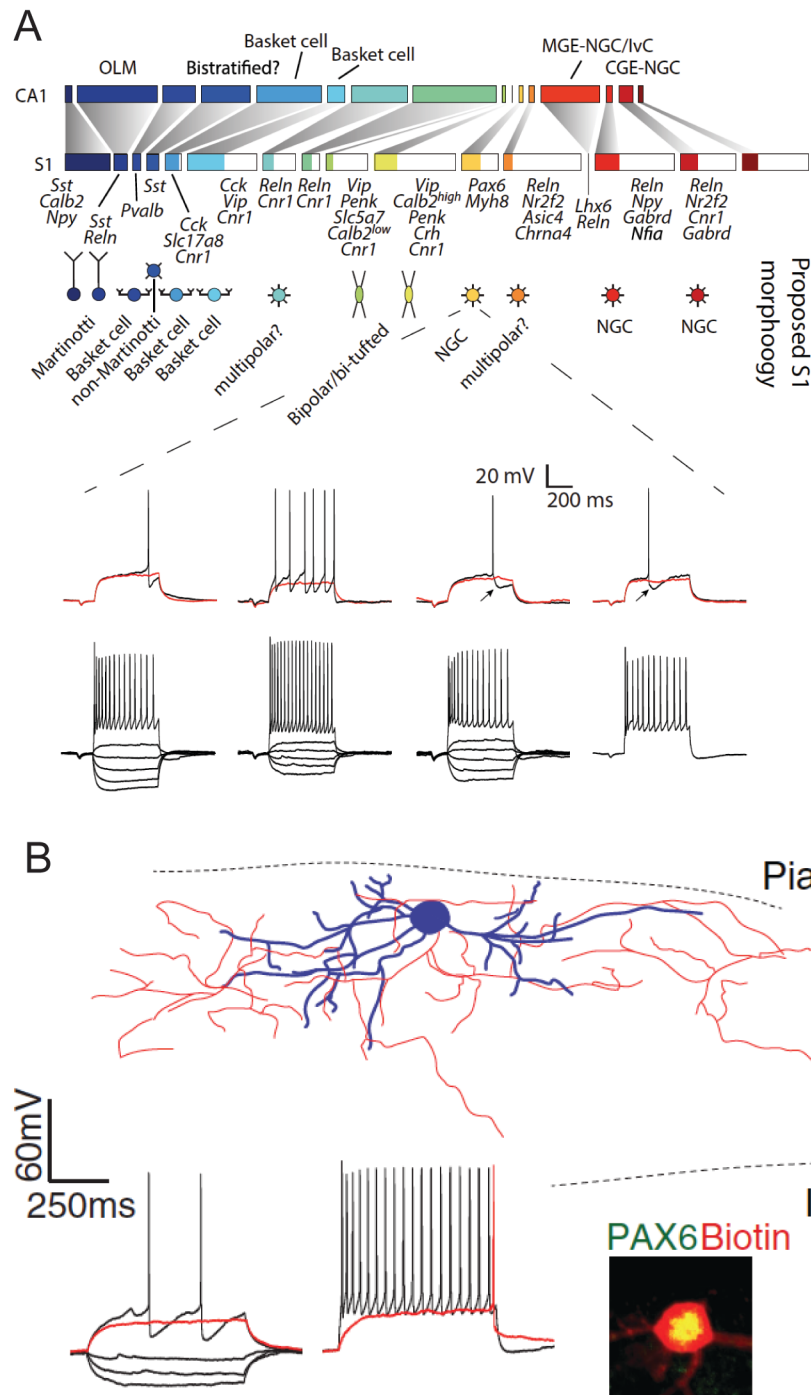 A
OLM
Bistratified?
Basket cell
Basket cell
MGE-NGC/IvC
CGE-NGC
CA1
S1
Sst
Calb2
Npy
Sst
Reln
Pvalb
Sst
Cck
Slc17a8
Cnr1
Cck
Vip
Cnr1
Reln
Cnr1
Reln
Cnr1
Vip
Penk
Slc5a7
Calb2low
Cnr1
Vip
Calb2high
Penk
Crh
Cnr1
Pax6
Myh8
Reln
Nr2f2
Asic4
Chrna4
Lhx6
Reln
Reln
Npy
Gabrd
Nfia
Reln
Nr2f2
Cnr1
Gabrd
Martinotti
Basket cell
non-Martinotti
Basket cell
Basket cell
multipolar?
Bipolar/bi-tufted
NGC
multipolar?
NGC
NGC
Proposed S1
morphoogy
20 mV
200 ms
B
Pia
60mV
250ms
PAX6Biotin